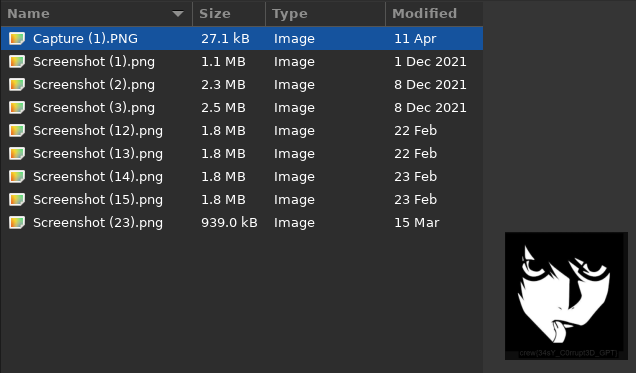 Name Size Type Modified
Capture (1).PNG 27.1 kB Image 11 Apr
Screenshot (1).png 1.1 MB Image 1 Dec 2021
Screenshot (2).png 2.3 MB Image 8 Dec 2021
Screenshot (3).png 2.5 MB Image 8 Dec 2021
Screenshot (12).png 1.8 MB Image 22 Feb
Screenshot (13).png 1.8 MB Image 22 Feb
Screenshot (14).png 1.8 MB Image 23 Feb
Screenshot (15).png 1.8 MB Image 23 Feb
Screenshot (23).png 939.0 kB Image 15 Mar